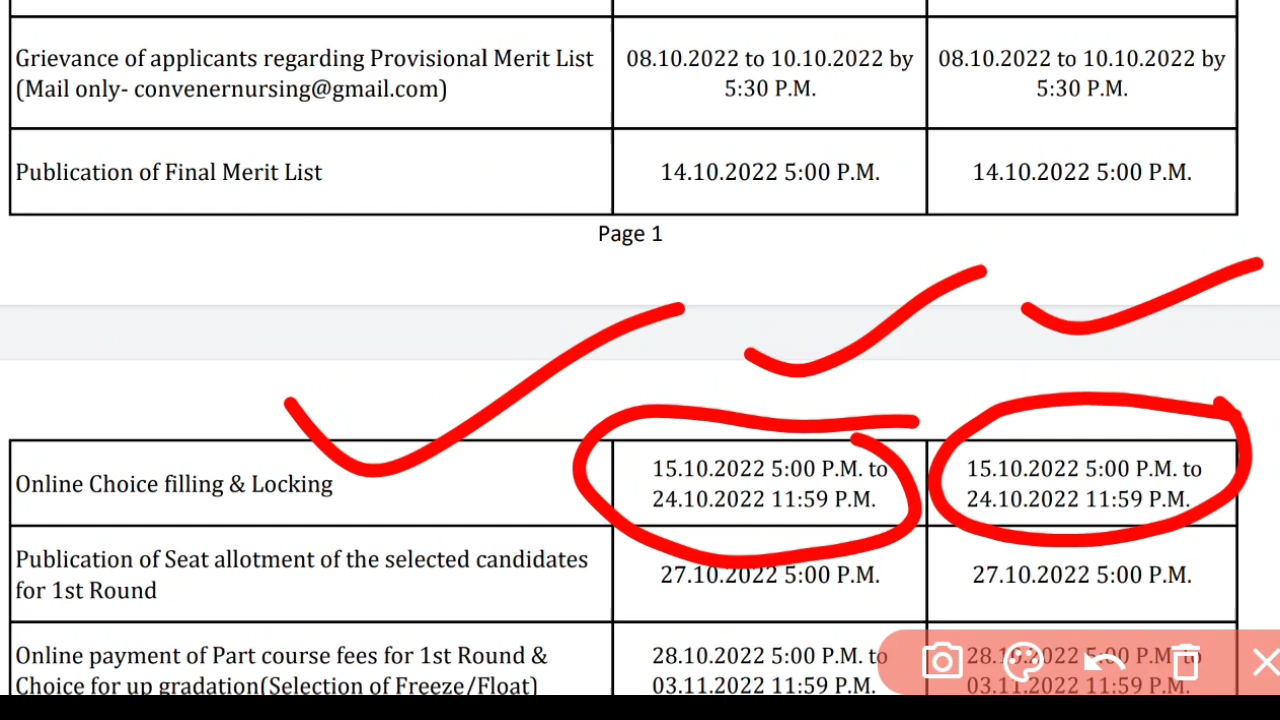 Grievance of applicants regarding Provisional Merit List
(Mail only- convenernursing@gmail.com)
08.10.2022 to 10.10.2022 by
5:30 P.M.
08.10.2022 to 10.10.2022 by
5:30 P.M.
Publication of Final Merit List
14.10.2022 5:00 P.M.
14.10.2022 5:00 P.M.
Page 1
Online Choice filling & Locking
15.10.2022 5:00 P.M. to
24.10.2022 11:59 P.M.
15.10.2022 5:00 P.M. to
24.10.2022 11:59 P.M.
Publication of Seat allotment of the selected candidates
for 1st Round
27.10.2022 5:00 P.M.
27.10.2022 5:00 P.M.
Online payment of Part course fees for 1st Round &
Choice for up gradation(Selection of Freeze/Float)
28.10.2022 5:00 P.M. to
03.11.2022 11:59 P.M.
28.10.2022 5:00 P.M. to
03.11.2022 11:59 P.M.